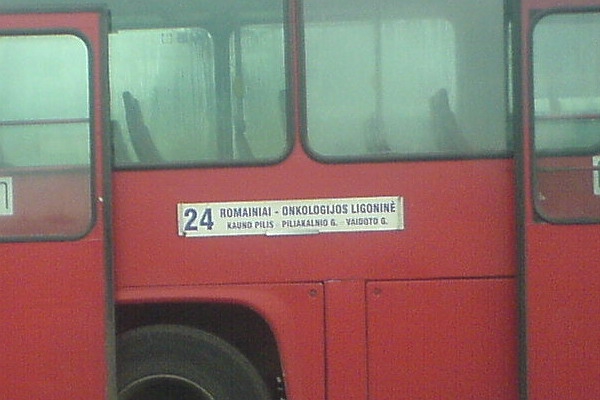 24 ROMAINIAI - ONKOLOGIJOS LIGONINĖ
KAUNO PILIS - PILIAKALNIO G. - VAIDOTO G.